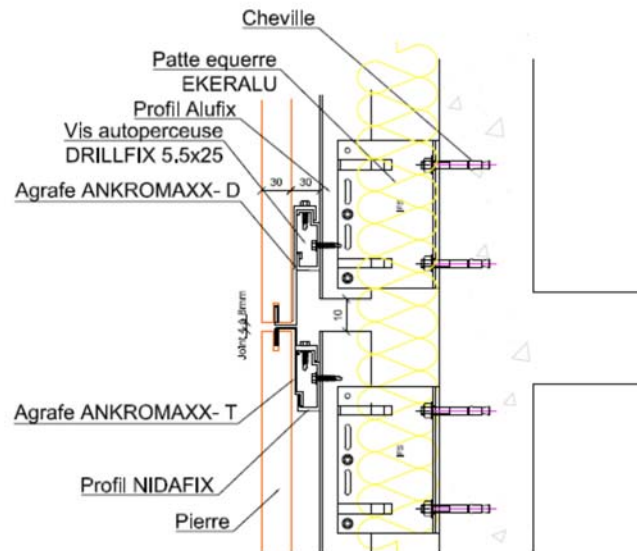 Cheville
Patte equerre
EKERALU
Profil Alufix
Vis autoperceuse
DRILLFIX 5.5x25
Agrafe ANKROMAXX- D
30
30
10
Agrafe ANKROMAXX- T
Profil NIDAFIX
Pierre